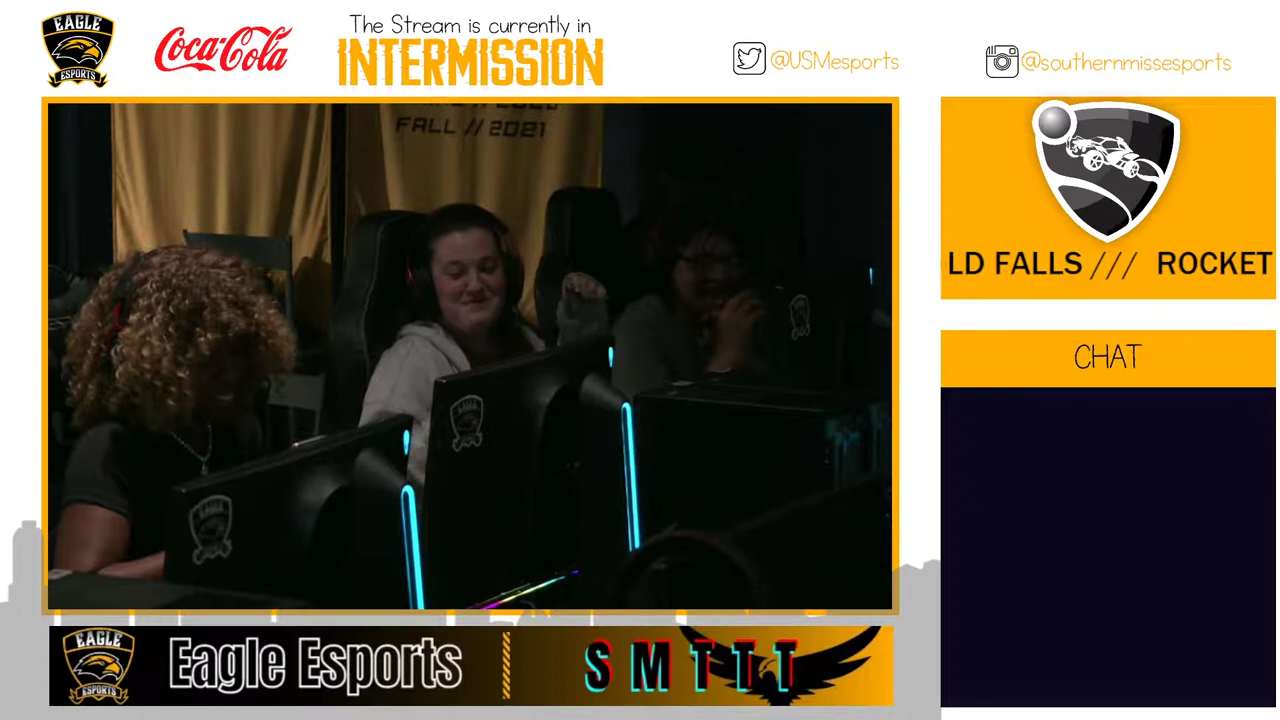 EAGLE
ESPORTS
Coca-Cola
The Stream is currently in
INTERMISSION
@USMesports
@southernmissesports
FALL // 2021
LD FALLS /// ROCKET
CHAT
EAGLE
ESPORTS
Eagle Esports
SMTTT